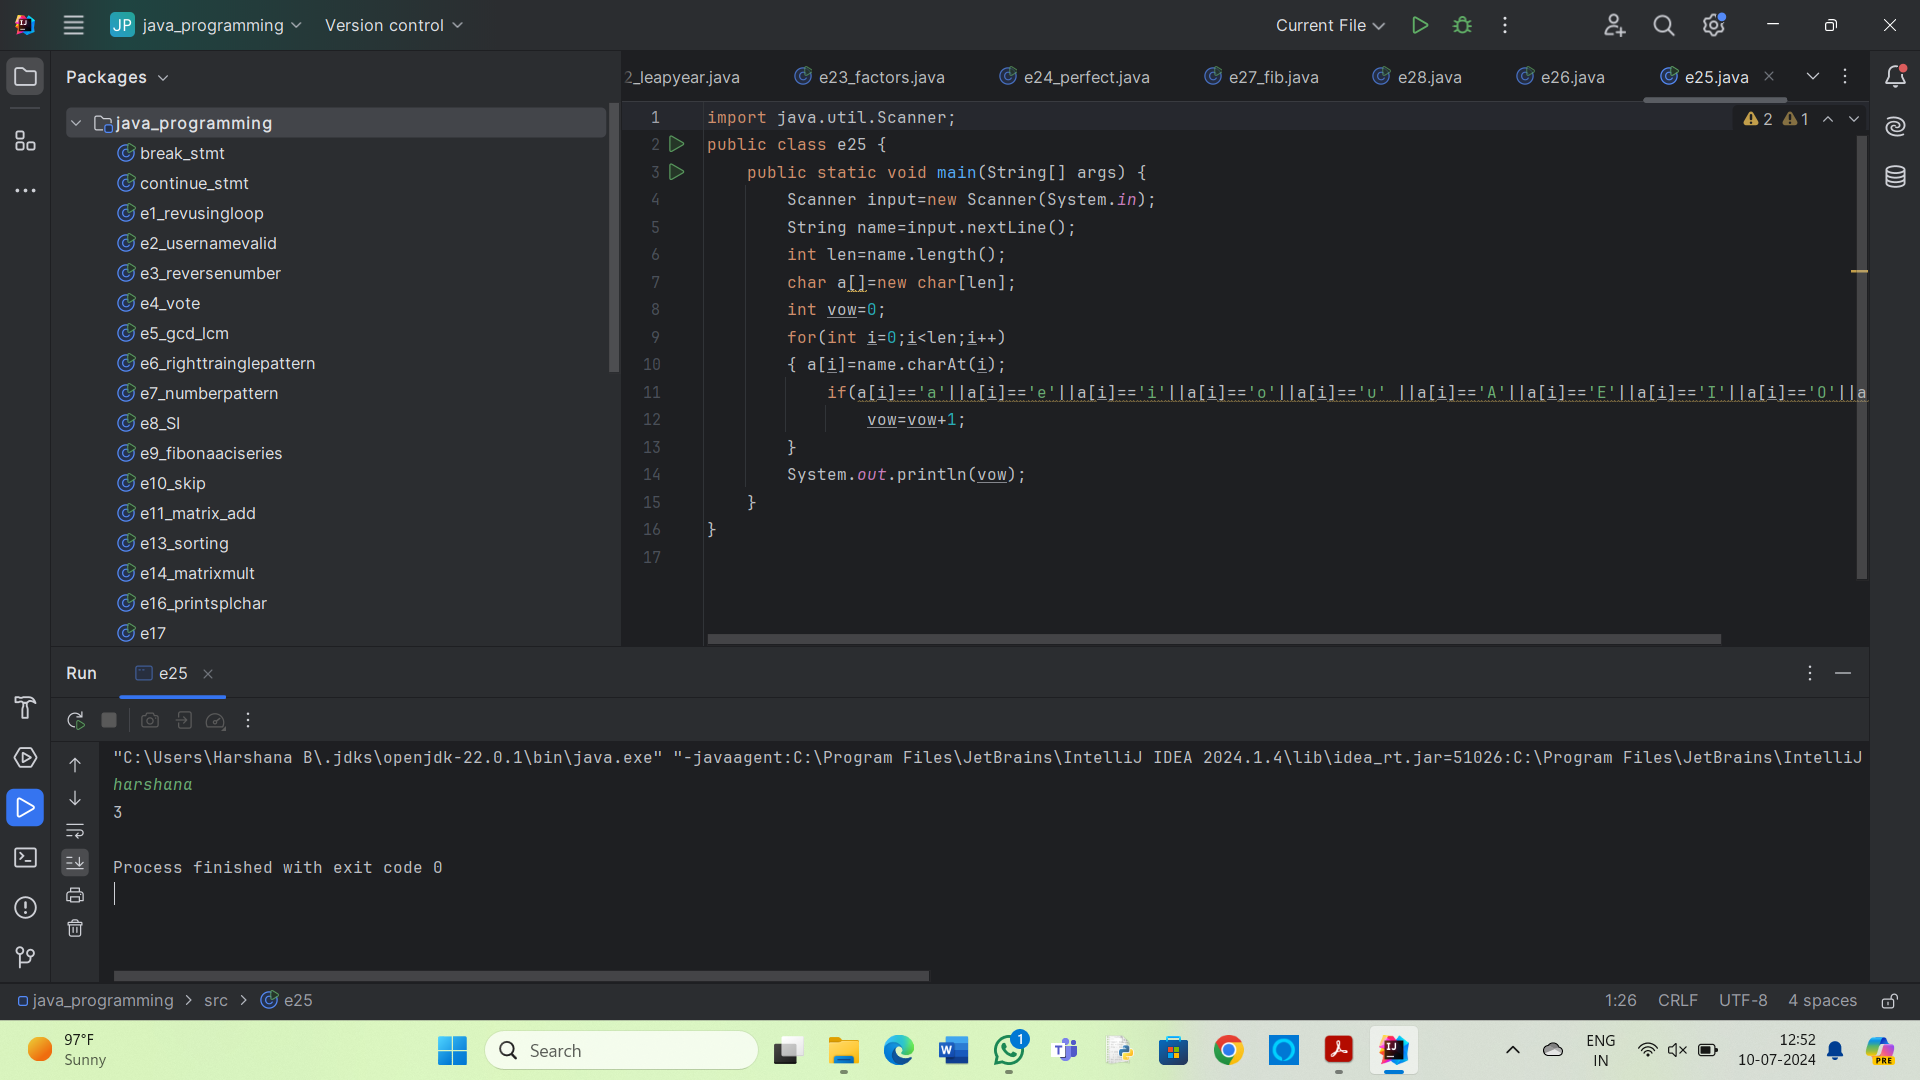 JP java_programming Version control Current File
Packages
2_leapyear.java e23_factors.java e24_perfect.java e27_fib.java e28.java e26.java e25.java
java_programming
break_stmt
continue_stmt
e1_revusingloop
e2_usernamevalid
e3_reversenumber
e4_vote
e5_gcd_lcm
e6_righttrainglepattern
e7_numberpattern
e8_SI
e9_fibonaaciseries
e10_skip
e11_matrix_add
e13_sorting
e14_matrixmult
e16_printsplchar
e17
2 1
1 import java.util.Scanner;
2 public class e25 {
3 public static void main(String[] args) {
4 Scanner input=new Scanner(System.in);
5 String name=input.nextLine();
6 int len=name.length();
7 char a[]=new char[len];
8 int vow=0;
9 for(int i=0;i<len;i++)
10 { a[i]=name.charAt(i);
11 if(a[i]=='a'||a[i]=='e'||a[i]=='i'||a[i]=='o'||a[i]=='u' ||a[i]=='A'||a[i]=='E'||a[i]=='I'||a[i]=='O'||a
12 vow=vow+1;
13 }
14 System.out.println(vow);
15 }
16 }
17
Run e25
"C:\Users\Harshana B\.jdks\openjdk-22.0.1\bin\java.exe" "-javaagent:C:\Program Files\JetBrains\IntelliJ IDEA 2024.1.4\lib\idea_rt.jar=51026:C:\Program Files\JetBrains\IntelliJ
harshana
3
Process finished with exit code 0
java_programming > src > e25 1:26 CRLF UTF-8 4 spaces
97°F
Sunny
Search
1
ENG
IN
12:52
10-07-2024
PRE